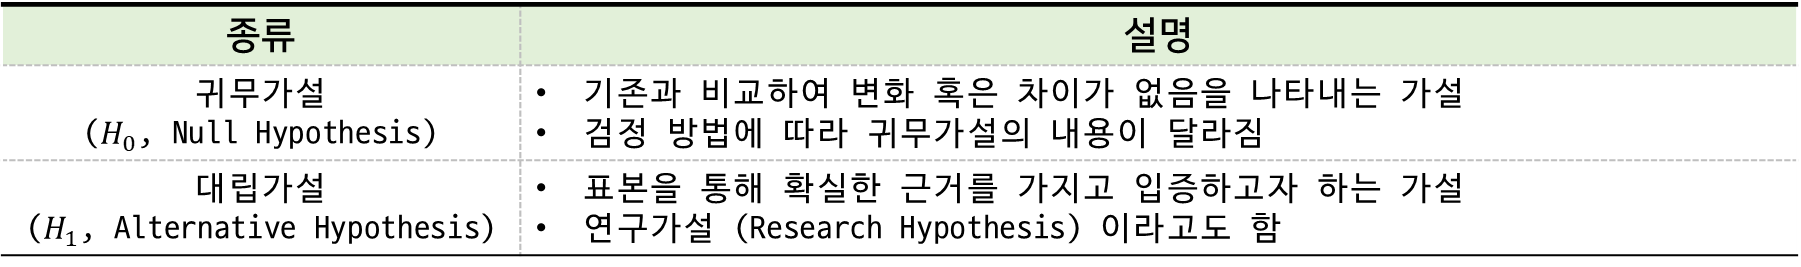 종류 설명
귀무가설
(H₀, Null Hypothesis)
• 기존과 비교하여 변화 혹은 차이가 없음을 나타내는 가설
• 검정 방법에 따라 귀무가설의 내용이 달라짐
대립가설
(H₁, Alternative Hypothesis)
• 표본을 통해 확실한 근거를 가지고 입증하고자 하는 가설
• 연구가설 (Research Hypothesis) 이라고도 함